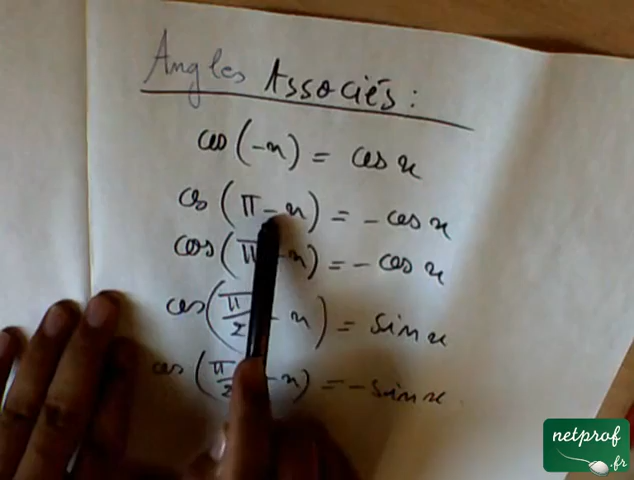 Angles Associés :
cos (-x) = cos x
cos (π - x) = - cos x
cos (π x) = - cos x
cos (π/2 - x) = sin x
cos (π/2 x) = - sin x
netprof
.fr